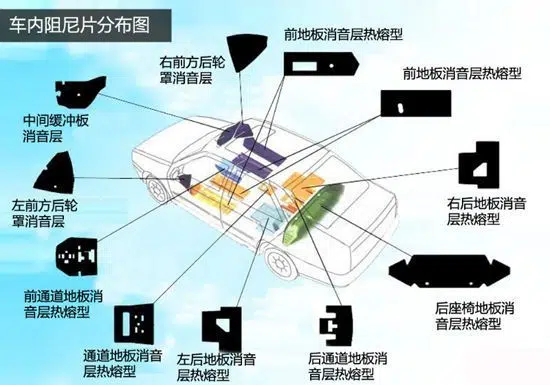 车内阻尼片分布图
右前方后轮
罩消音层
前地板消音层热熔型
前地板消音层热熔型
中间缓冲板
消音层
左前方后轮
罩消音层
右后地板消音
层热熔型
前通道地板消
音层热熔型
后座椅地板消
音层热熔型
通道地板消音
层热熔型
左后地板消音
层热熔型
后通道地板消
音层热熔型